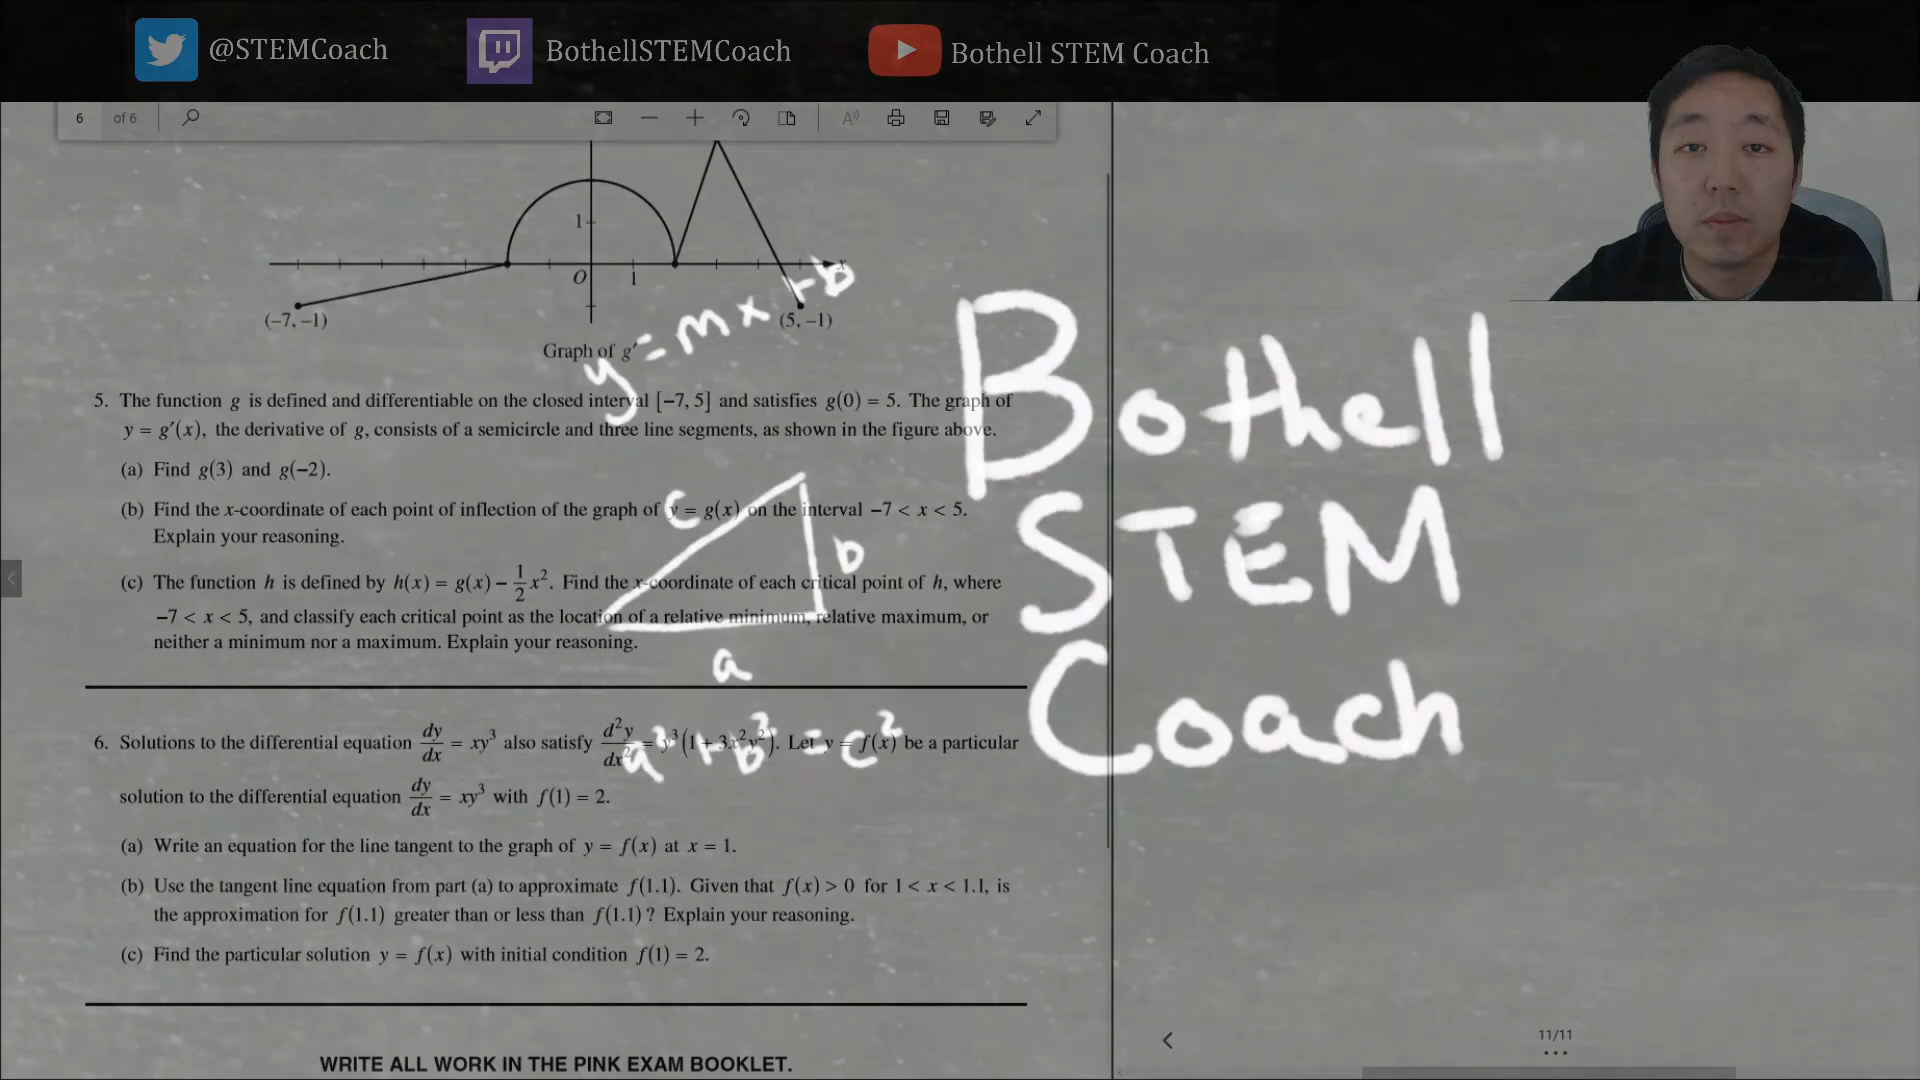 @STEMCoach BothellSTEMCoach Bothell STEM Coach
6 of 6
1
O 1 x
(−7, −1) (5, −1)
Graph of g′
y = mx + b
5. The function g is defined and differentiable on the closed interval [−7, 5] and satisfies g(0) = 5. The graph of
y = g′(x), the derivative of g, consists of a semicircle and three line segments, as shown in the figure above.
(a) Find g(3) and g(−2).
(b) Find the x-coordinate of each point of inflection of the graph of y = g(x) on the interval −7 < x < 5.
Explain your reasoning.
(c) The function h is defined by h(x) = g(x) − 1/2 x². Find the x-coordinate of each critical point of h, where
−7 < x < 5, and classify each critical point as the location of a relative minimum, relative maximum, or
neither a minimum nor a maximum. Explain your reasoning.
c
b
a
a² + b² = c²
6. Solutions to the differential equation dy/dx = xy³ also satisfy d²y/dx² = y³(1 + 3x²y²). Let y = f(x) be a particular
solution to the differential equation dy/dx = xy³ with f(1) = 2.
(a) Write an equation for the line tangent to the graph of y = f(x) at x = 1.
(b) Use the tangent line equation from part (a) to approximate f(1.1). Given that f(x) > 0 for 1 < x < 1.1, is
the approximation for f(1.1) greater than or less than f(1.1)? Explain your reasoning.
(c) Find the particular solution y = f(x) with initial condition f(1) = 2.
WRITE ALL WORK IN THE PINK EXAM BOOKLET.
Bothell
STEM
Coach
11/11